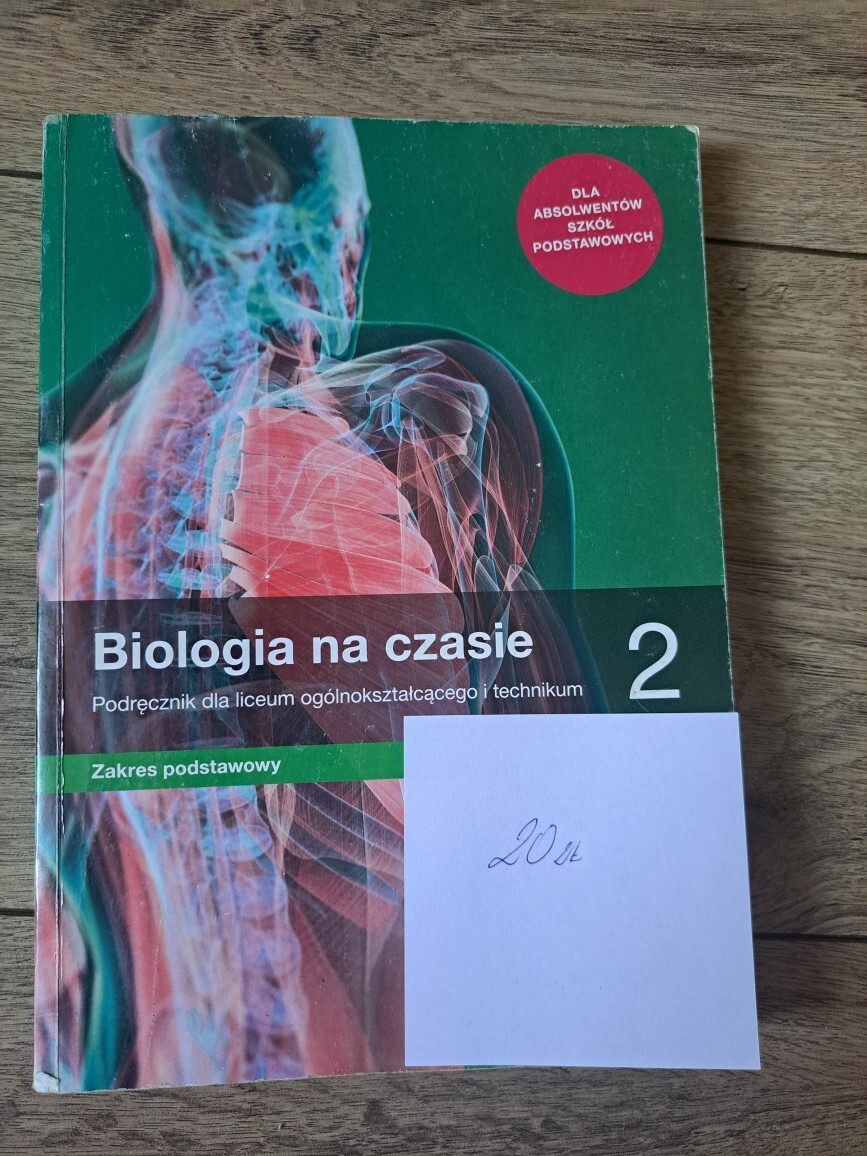 DLA
ABSOLWENTÓW
SZKÓŁ
PODSTAWOWYCH
Biologia na czasie 2
Podręcznik dla liceum ogólnokształcącego i technikum
Zakres podstawowy
20 zł